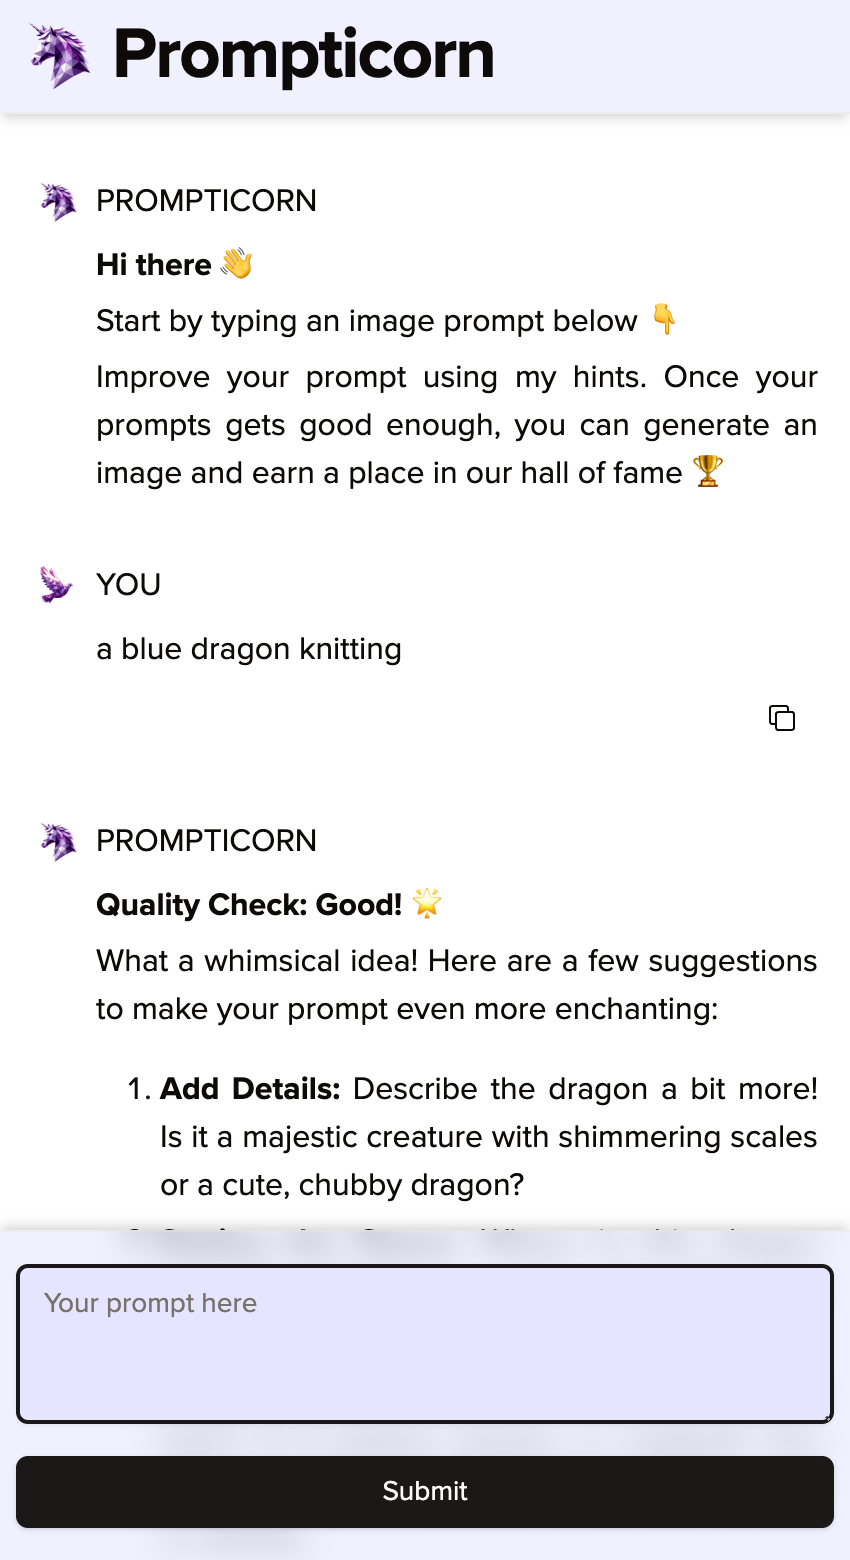 Prompticorn
PROMPTICORN
Hi there 👋
Start by typing an image prompt below 👇
Improve your prompt using my hints. Once your
prompts gets good enough, you can generate an
image and earn a place in our hall of fame 🏆
YOU
a blue dragon knitting
PROMPTICORN
Quality Check: Good! 🌟
What a whimsical idea! Here are a few suggestions
to make your prompt even more enchanting:
1. Add Details: Describe the dragon a bit more!
Is it a majestic creature with shimmering scales
or a cute, chubby dragon?
Your prompt here
Submit